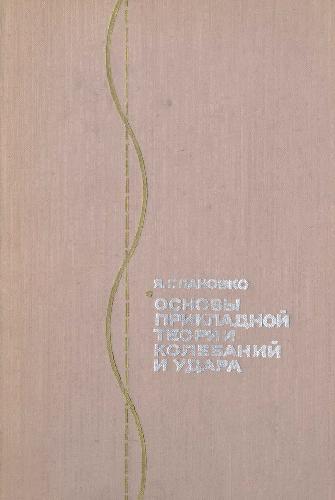 Я. Г. ПАНОВКО
ОСНОВЫ
ПРИКЛАДНОЙ
ТЕОРИИ
КОЛЕБАНИЙ
И УДАРА